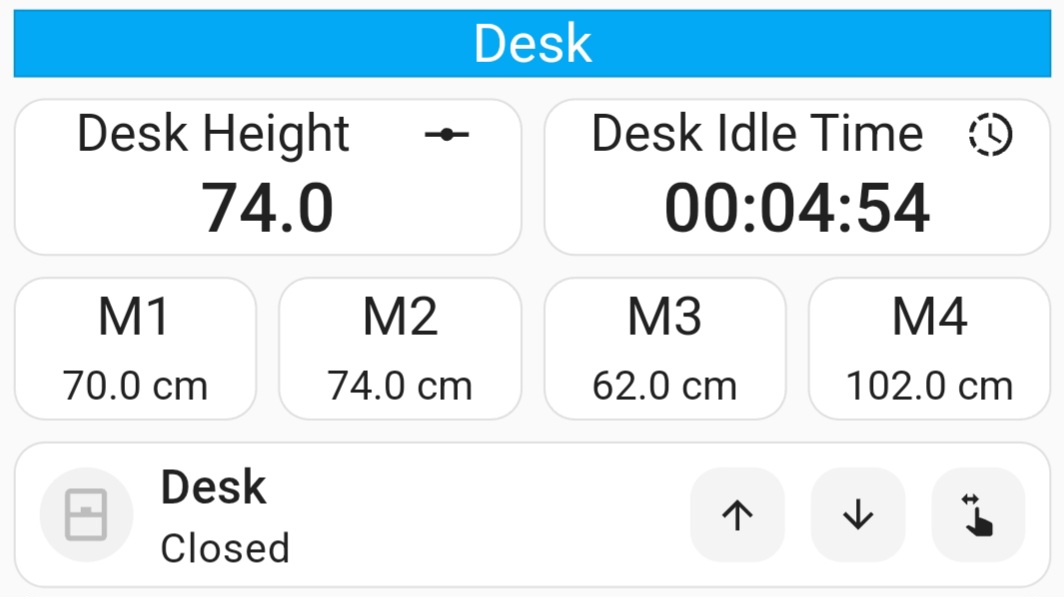 Desk
Desk Height
74.0
Desk Idle Time
00:04:54
M1
70.0 cm
M2
74.0 cm
M3
62.0 cm
M4
102.0 cm
Desk
Closed